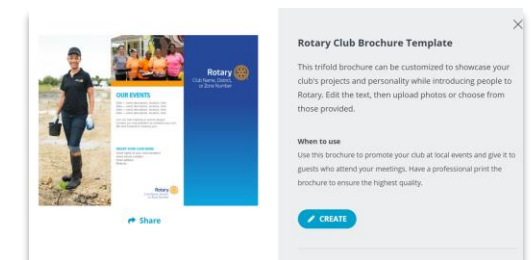 Rotary
Club Name, District,
or Zone Number
OUR EVENTS
Rotary
Share
Rotary Club Brochure Template
This trifold brochure can be customized to showcase your
club's projects and personality while introducing people to
Rotary. Edit the text, then upload photos or choose from
those provided.
When to use
Use this brochure to promote your club at local events and give it to
guests who attend your meetings. Have a professional print the
brochure to ensure the highest quality.
CREATE